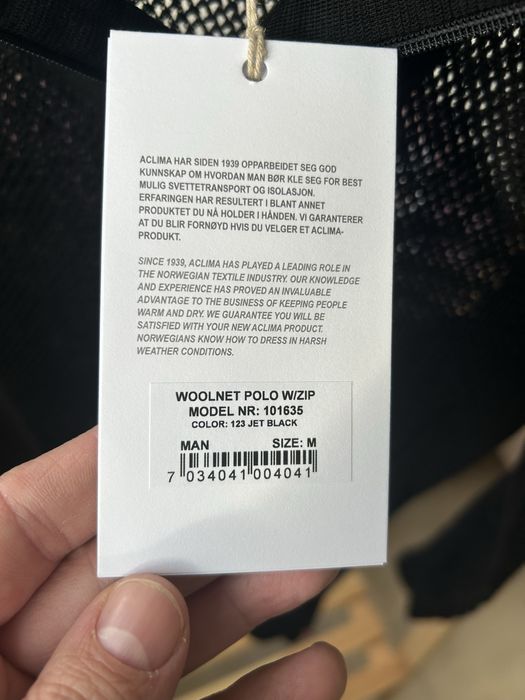 ACLIMA HAR SIDEN 1939 OPPARBEIDET SEG GOD
KUNNSKAP OM HVORDAN MAN BØR KLE SEG FOR BEST
MULIG SVETTETRANSPORT OG ISOLASJON.
ERFARINGEN HAR RESULTERT I BLANT ANNET
PRODUKTET DU NÅ HOLDER I HÅNDEN. VI GARANTERER
AT DU BLIR FORNØYD HVIS DU VELGER ET ACLIMA-
PRODUKT.
SINCE 1939, ACLIMA HAS PLAYED A LEADING ROLE IN
THE NORWEGIAN TEXTILE INDUSTRY. OUR KNOWLEDGE
AND EXPERIENCE HAS PROVED AN INVALUABLE
ADVANTAGE TO THE BUSINESS OF KEEPING PEOPLE
WARM AND DRY. WE GUARANTEE YOU WILL BE
SATISFIED WITH YOUR NEW ACLIMA PRODUCT.
NORWEGIANS KNOW HOW TO DRESS IN HARSH
WEATHER CONDITIONS.
WOOLNET POLO W/ZIP
MODEL NR: 101635
COLOR: 123 JET BLACK
MAN SIZE: M
7 034041 004041